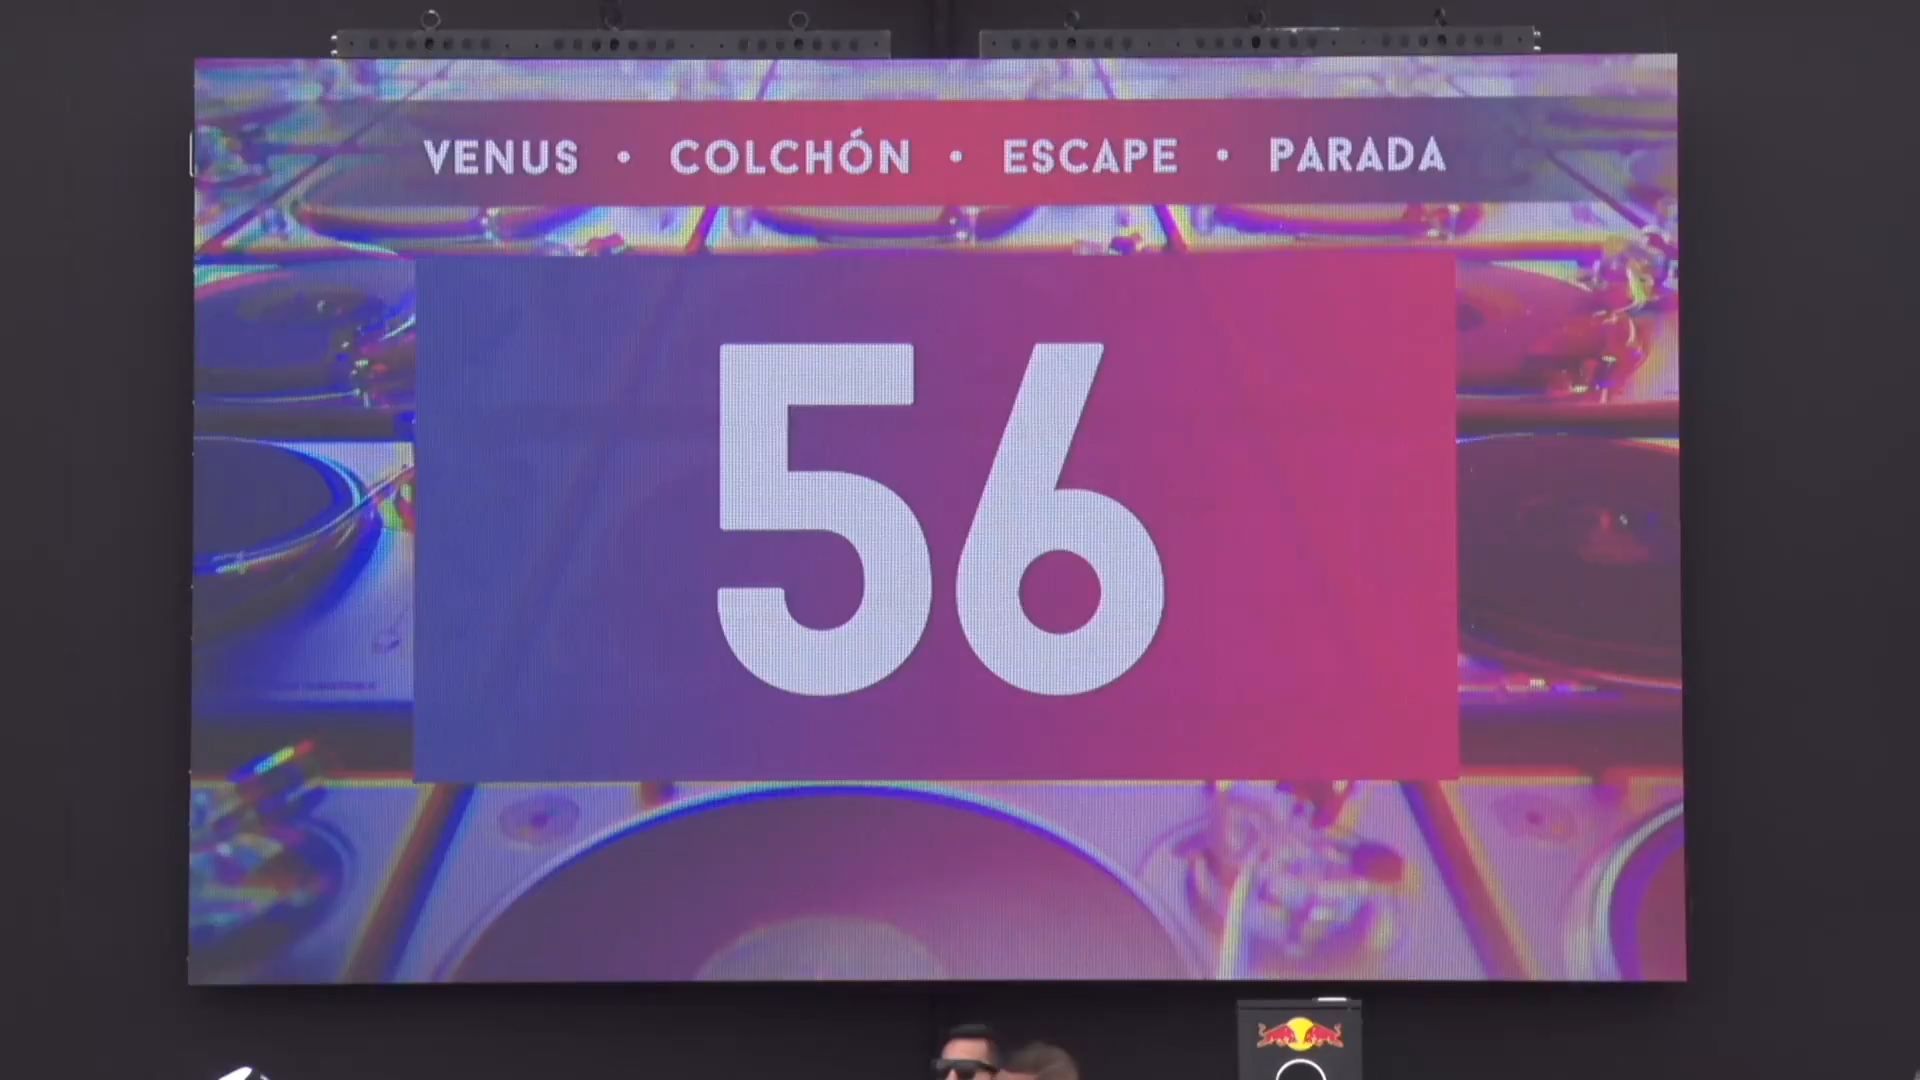 VENUS • COLCHÓN • ESCAPE • PARADA
56